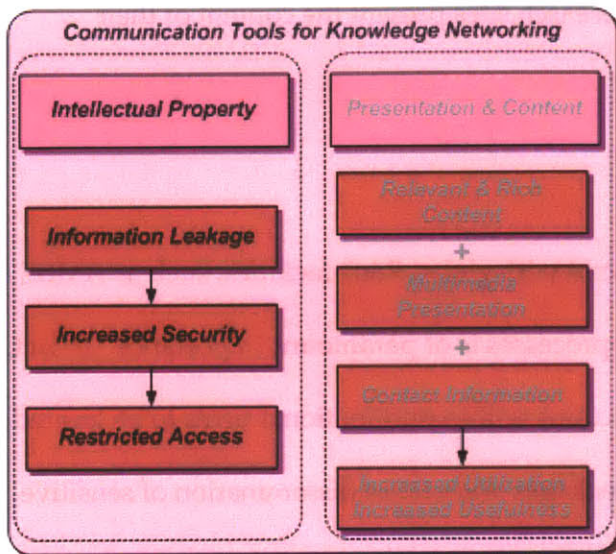 Communication Tools for Knowledge Networking
Intellectual Property
Information Leakage
Increased Security
Restricted Access
Presentation & Content
Relevant & Rich
Content
+
Multimedia
Presentation
+
Contact Information
Increased Utilization
Increased Usefulness